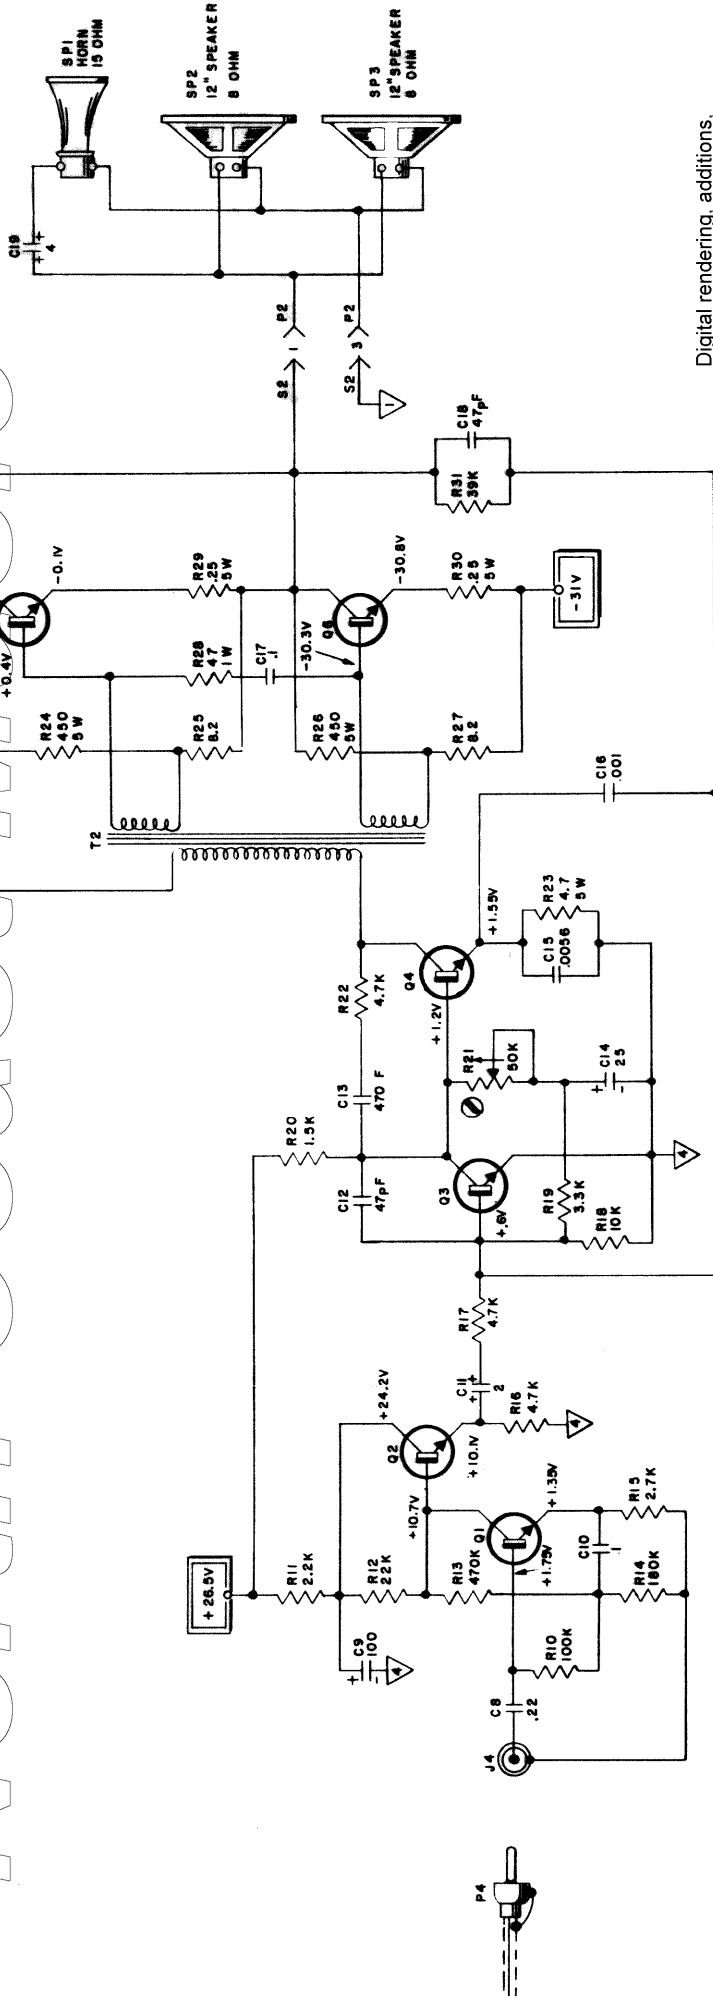 SP1
HORN
15 OHM
SP2
12" SPEAKER
8 OHM
SP3
12" SPEAKER
8 OHM
C19
+ +
4
S2
1
P2
S2
3
P2
1
R31
39K
C18
47pF
+0.4V
-0.1V
R29
.25
5W
R28
47
1W
C17
.1
-30.3V
Q6
-30.8V
R30
.25
5W
-31V
R24
450
5W
R25
8.2
R26
450
5W
R27
8.2
T2
C16
.001
R22
4.7K
Q4
+1.55V
R23
4.7
5W
C15
.0056
+1.2V
R21
50K
C14
25
+
-
C13
470 F
R20
1.5K
C12
47pF
Q3
+.6V
R19
3.3K
R18
10K
4
R17
4.7K
C11
+ +
2
R16
4.7K
4
+24.2V
Q2
+10.1V
+10.7V
Q1
+1.35V
+1.75V
R15
2.7K
C10
.1
R14
180K
+26.5V
R11
2.2K
R12
22K
R13
470K
C9
100
+
-
4
R10
100K
C8
.22
J4
P4
Digital rendering, additions,